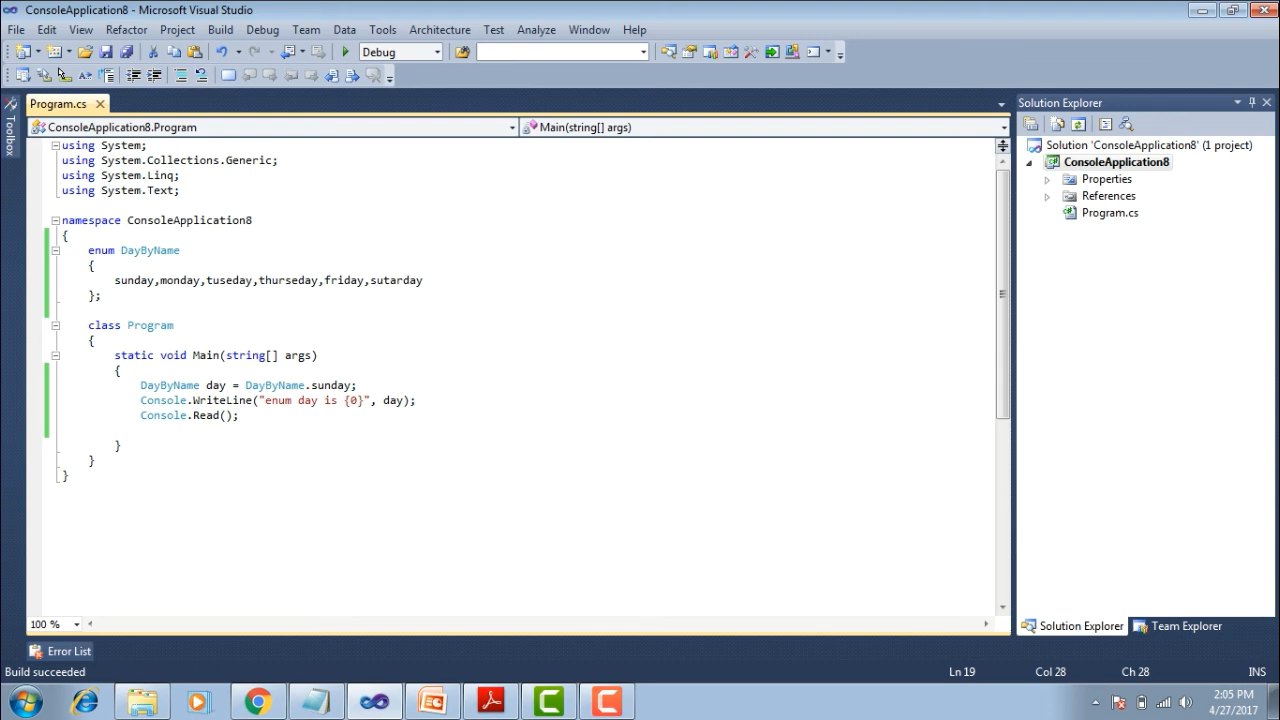 ConsoleApplication8 - Microsoft Visual Studio
File Edit View Refactor Project Build Debug Team Data Tools Architecture Test Analyze Window Help
Debug
Program.cs
Solution Explorer
ConsoleApplication8.Program
Main(string[] args)
Toolbox
using System;
using System.Collections.Generic;
using System.Linq;
using System.Text;
namespace ConsoleApplication8
{
enum DayByName
{
sunday,monday,tuseday,thurseday,friday,sutarday
};
class Program
{
static void Main(string[] args)
{
DayByName day = DayByName.sunday;
Console.WriteLine("enum day is {0}", day);
Console.Read();
}
}
}
Solution 'ConsoleApplication8' (1 project)
ConsoleApplication8
Properties
References
Program.cs
100 %
Solution Explorer
Team Explorer
Error List
Build succeeded
Ln 19
Col 28
Ch 28
INS
2:05 PM
4/27/2017